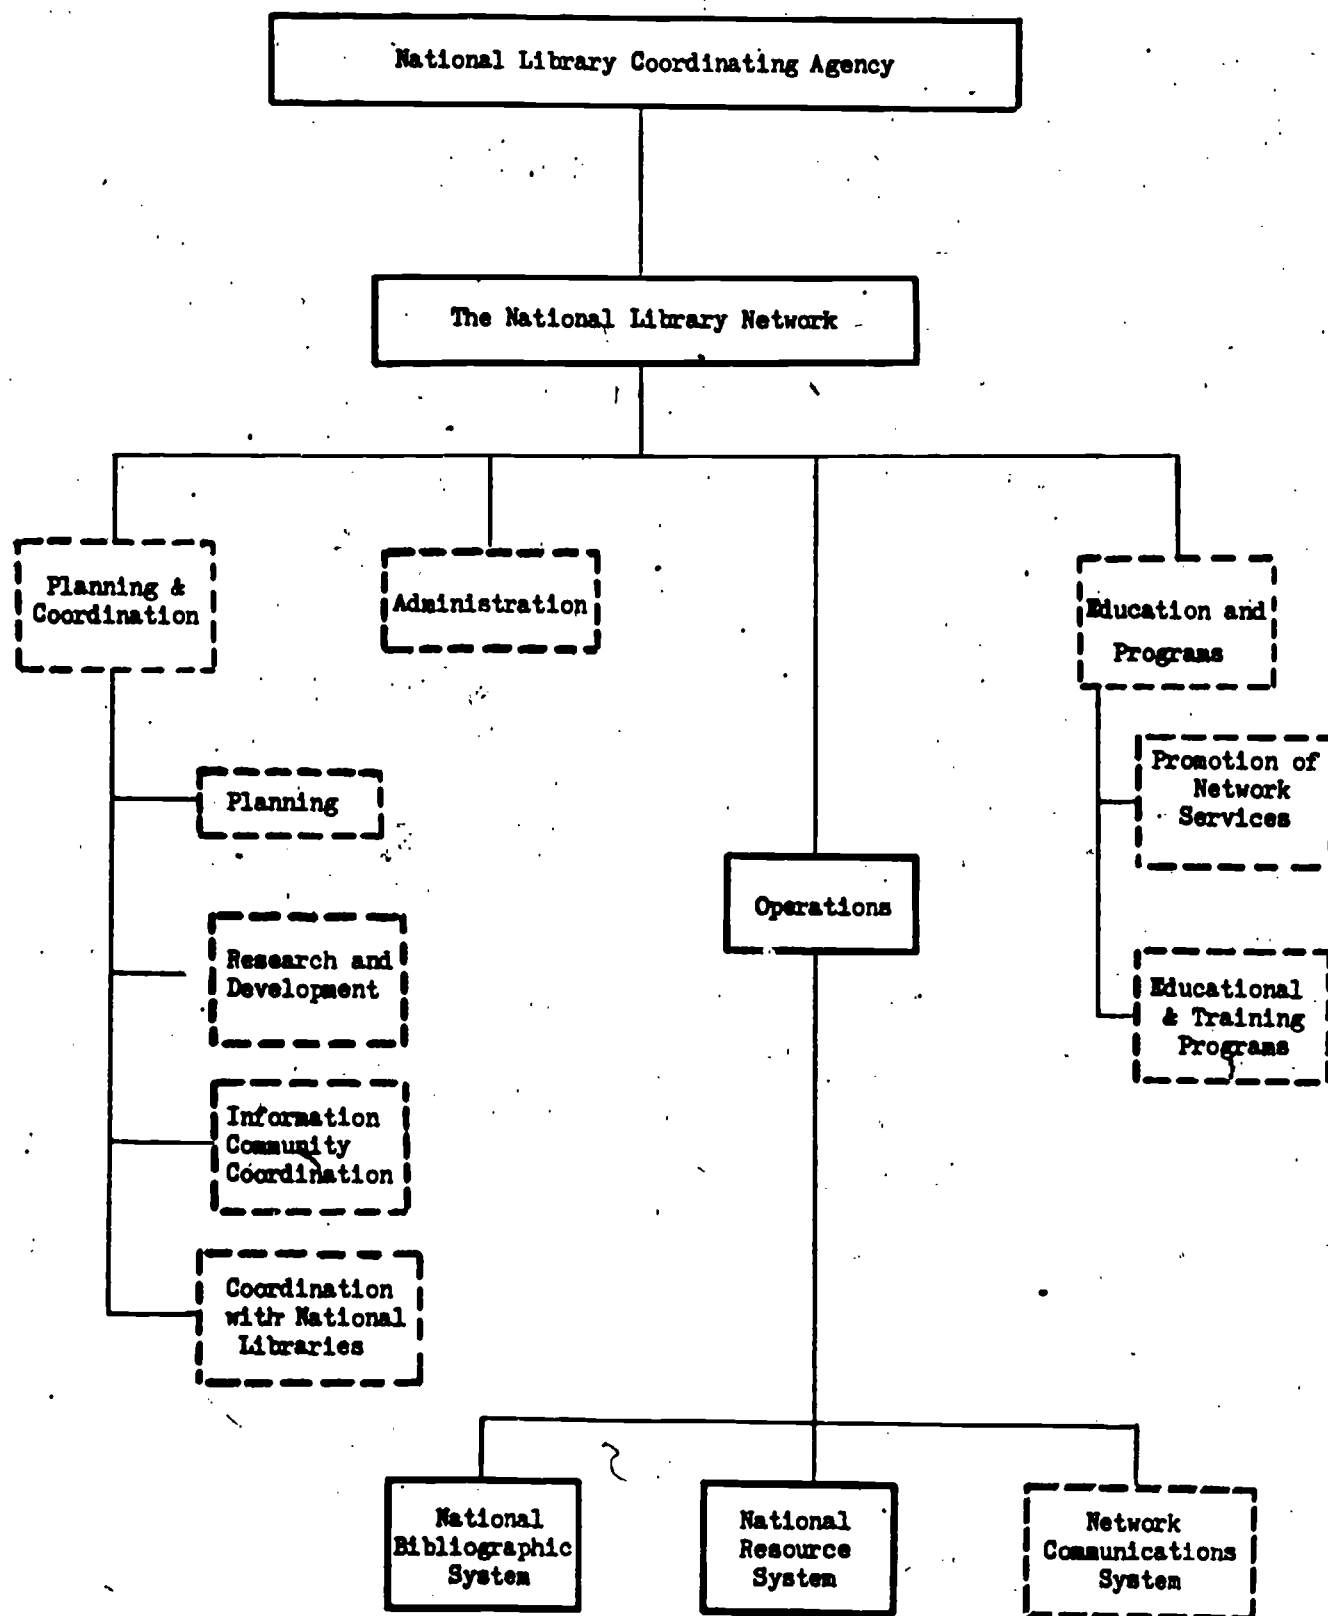 National Library Coordinating Agency
The National Library Network
Planning &
Coordination
Administration
Education and
Programs
Planning
Research and
Development
Information
Community
Coordination
Coordination
with National
Libraries
Operations
Promotion of
Network
Services
Educational
& Training
Programs
National
Bibliographic
System
National
Resource
System
Network
Communications
System